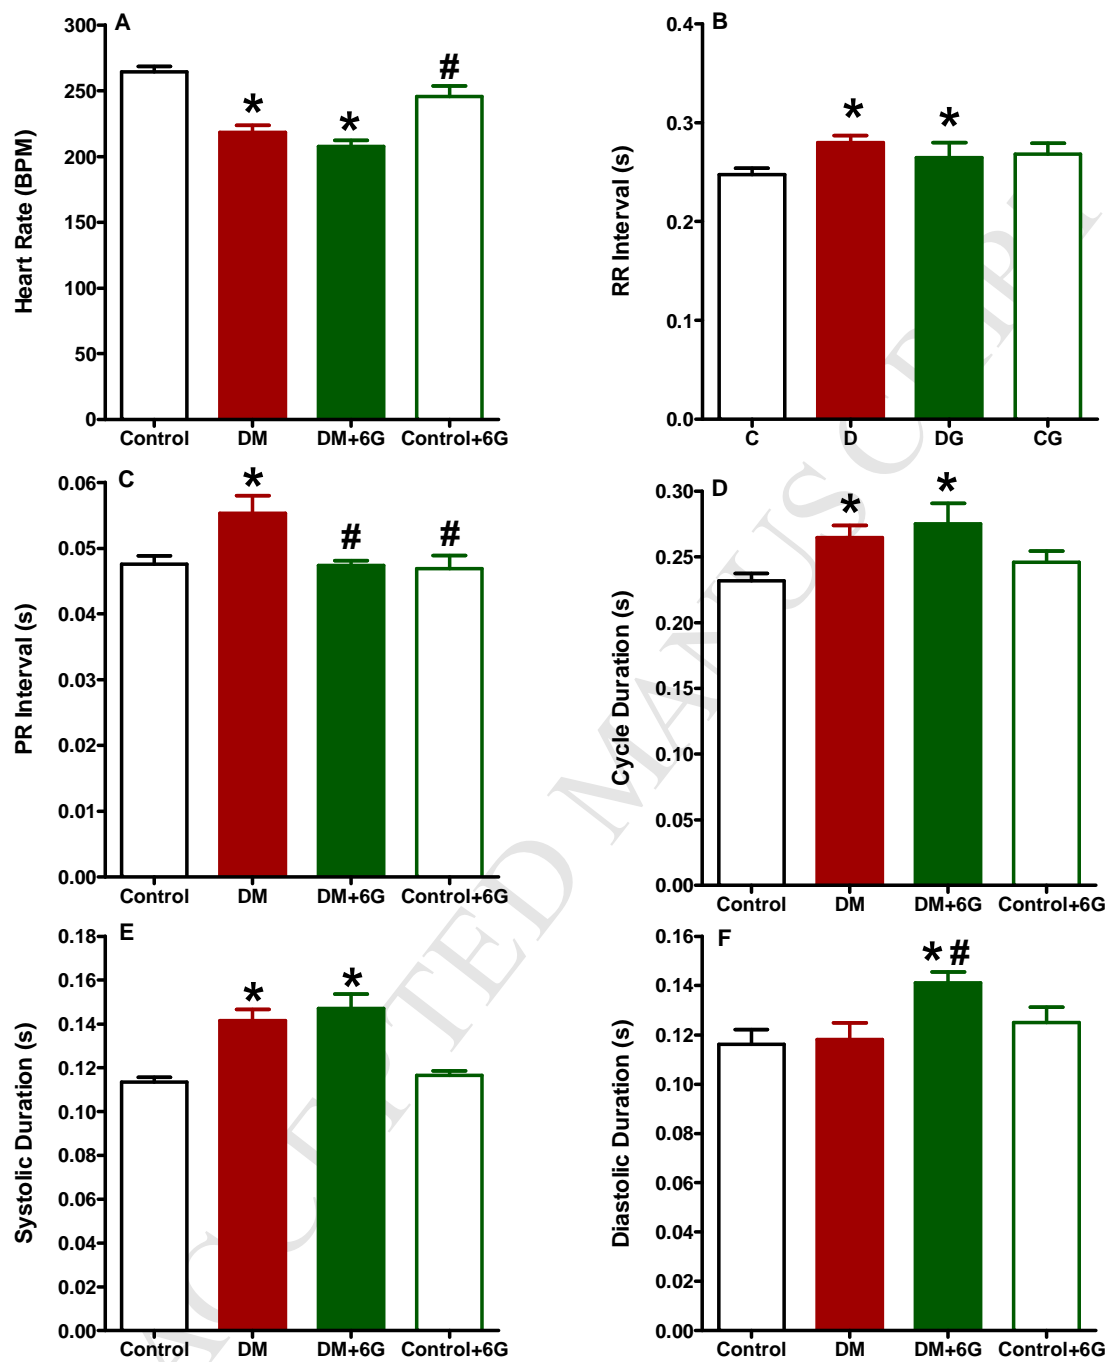 A
Heart Rate (BPM)
300
250
200
150
100
50
0
* * #
Control DM DM+6G Control+6G
B
RR Interval (s)
0.4
0.3
0.2
0.1
0.0
* *
C D DG CG
C
PR Interval (s)
0.06
0.05
0.04
0.03
0.02
0.01
0.00
* # #
Control DM DM+6G Control+6G
D
Cycle Duration (s)
0.30
0.25
0.20
0.15
0.10
0.05
0.00
* *
Control DM DM+6G Control+6G
E
Systolic Duration (s)
0.18
0.16
0.14
0.12
0.10
0.08
0.06
0.04
0.02
0.00
* *
Control DM DM+6G Control+6G
F
Diastolic Duration (s)
0.16
0.14
0.12
0.10
0.08
0.06
0.04
0.02
0.00
* #
Control DM DM+6G Control+6G
ACCEPTED MANUSCRIPT